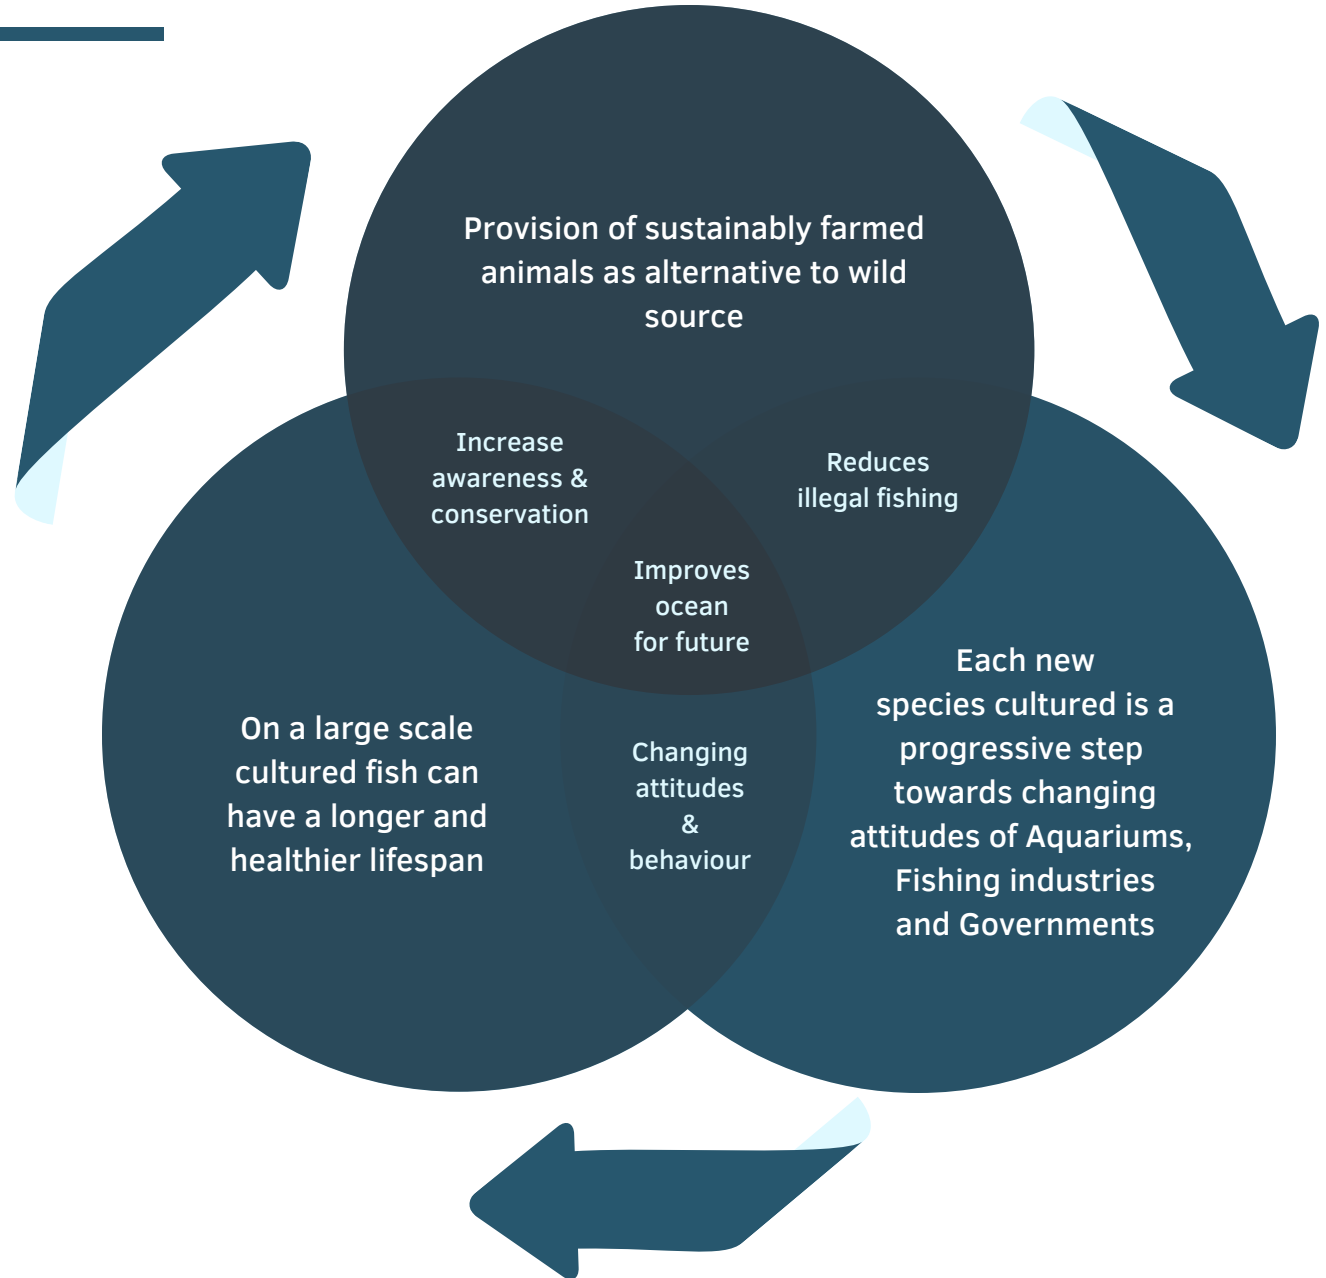 Provision of sustainably farmed
animals as alternative to wild
source
Increase
awareness &
conservation
Reduces
illegal fishing
Improves
ocean
for future
On a large scale
cultured fish can
have a longer and
healthier lifespan
Changing
attitudes
&
behaviour
Each new
species cultured is a
progressive step
towards changing
attitudes of Aquariums,
Fishing industries
and Governments